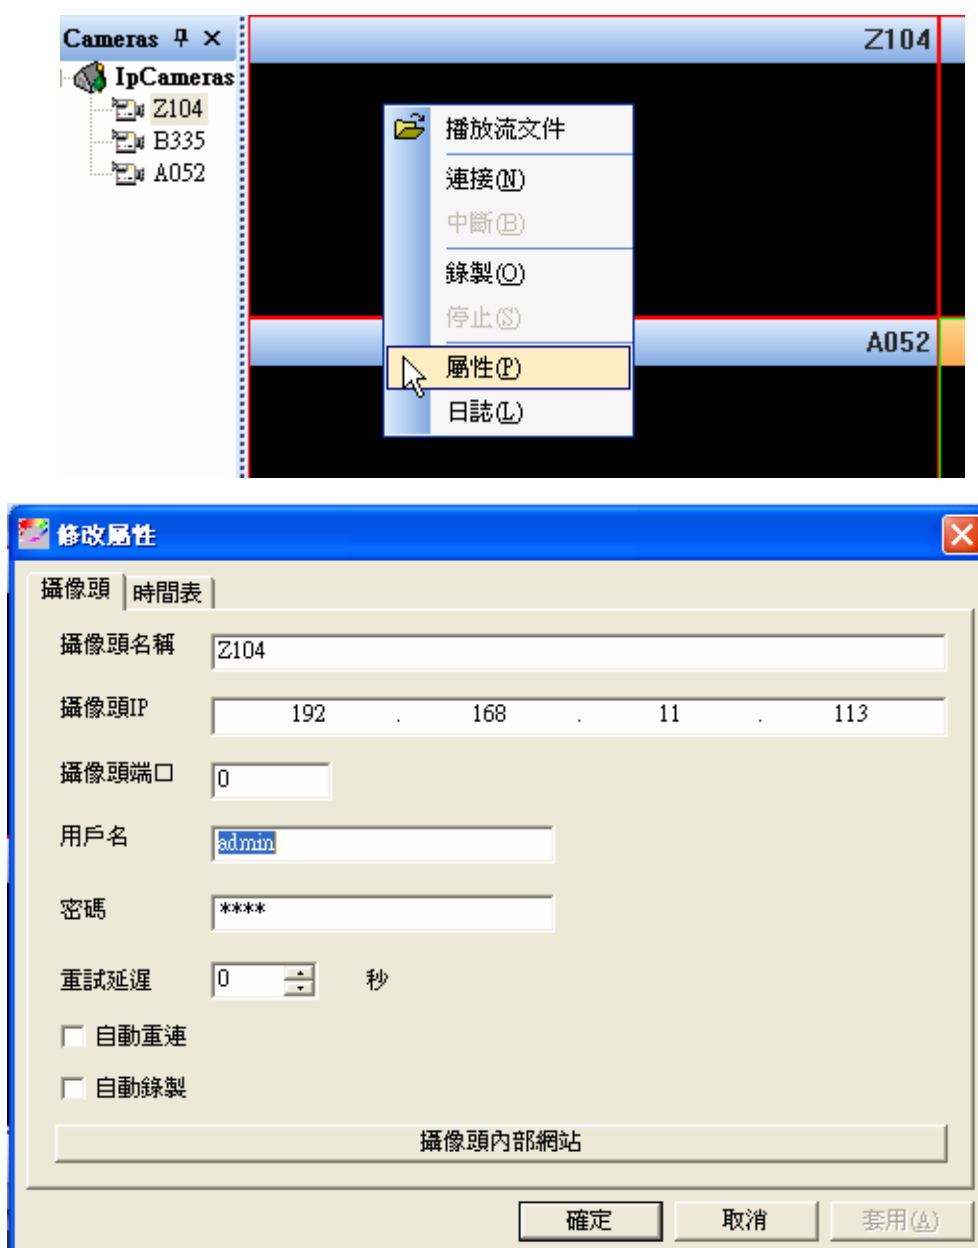 Cameras
Z104
IpCameras
Z104
B335
A052
播放流文件
連接(N)
中斷(B)
錄製(O)
停止(S)
A052
屬性(P)
日誌(L)
修改屬性
攝像頭 時間表
攝像頭名稱 Z104
攝像頭IP 192 . 168 . 11 . 113
攝像頭端口 0
用戶名 admin
密碼 ****
重試延遲 0 秒
自動重連
自動錄製
攝像頭內部網站
確定 取消 套用(A)